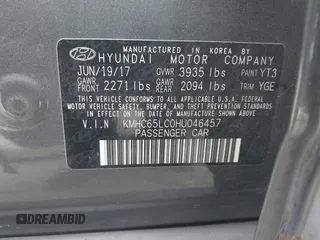 MANUFACTURED IN KOREA BY
HYUNDAI MOTOR COMPANY
JUN/19/17 GVWR 3935 lbs PAINT YT3
GAWR FRONT 2271 lbs GAWR REAR 2094 lbs TRIM YGE
THIS VEHICLE CONFORMS TO ALL APPLICABLE
FEDERAL MOTOR VEHICLE SAFETY, BUMPER,
AND THEFT PREVENTION STANDARDS IN EFFECT
ON THE DATE OF MANUFACTURE SHOWN ABOVE.
V.I.N KMHC65LC0HU046457
PASSENGER CAR
DREAMBID